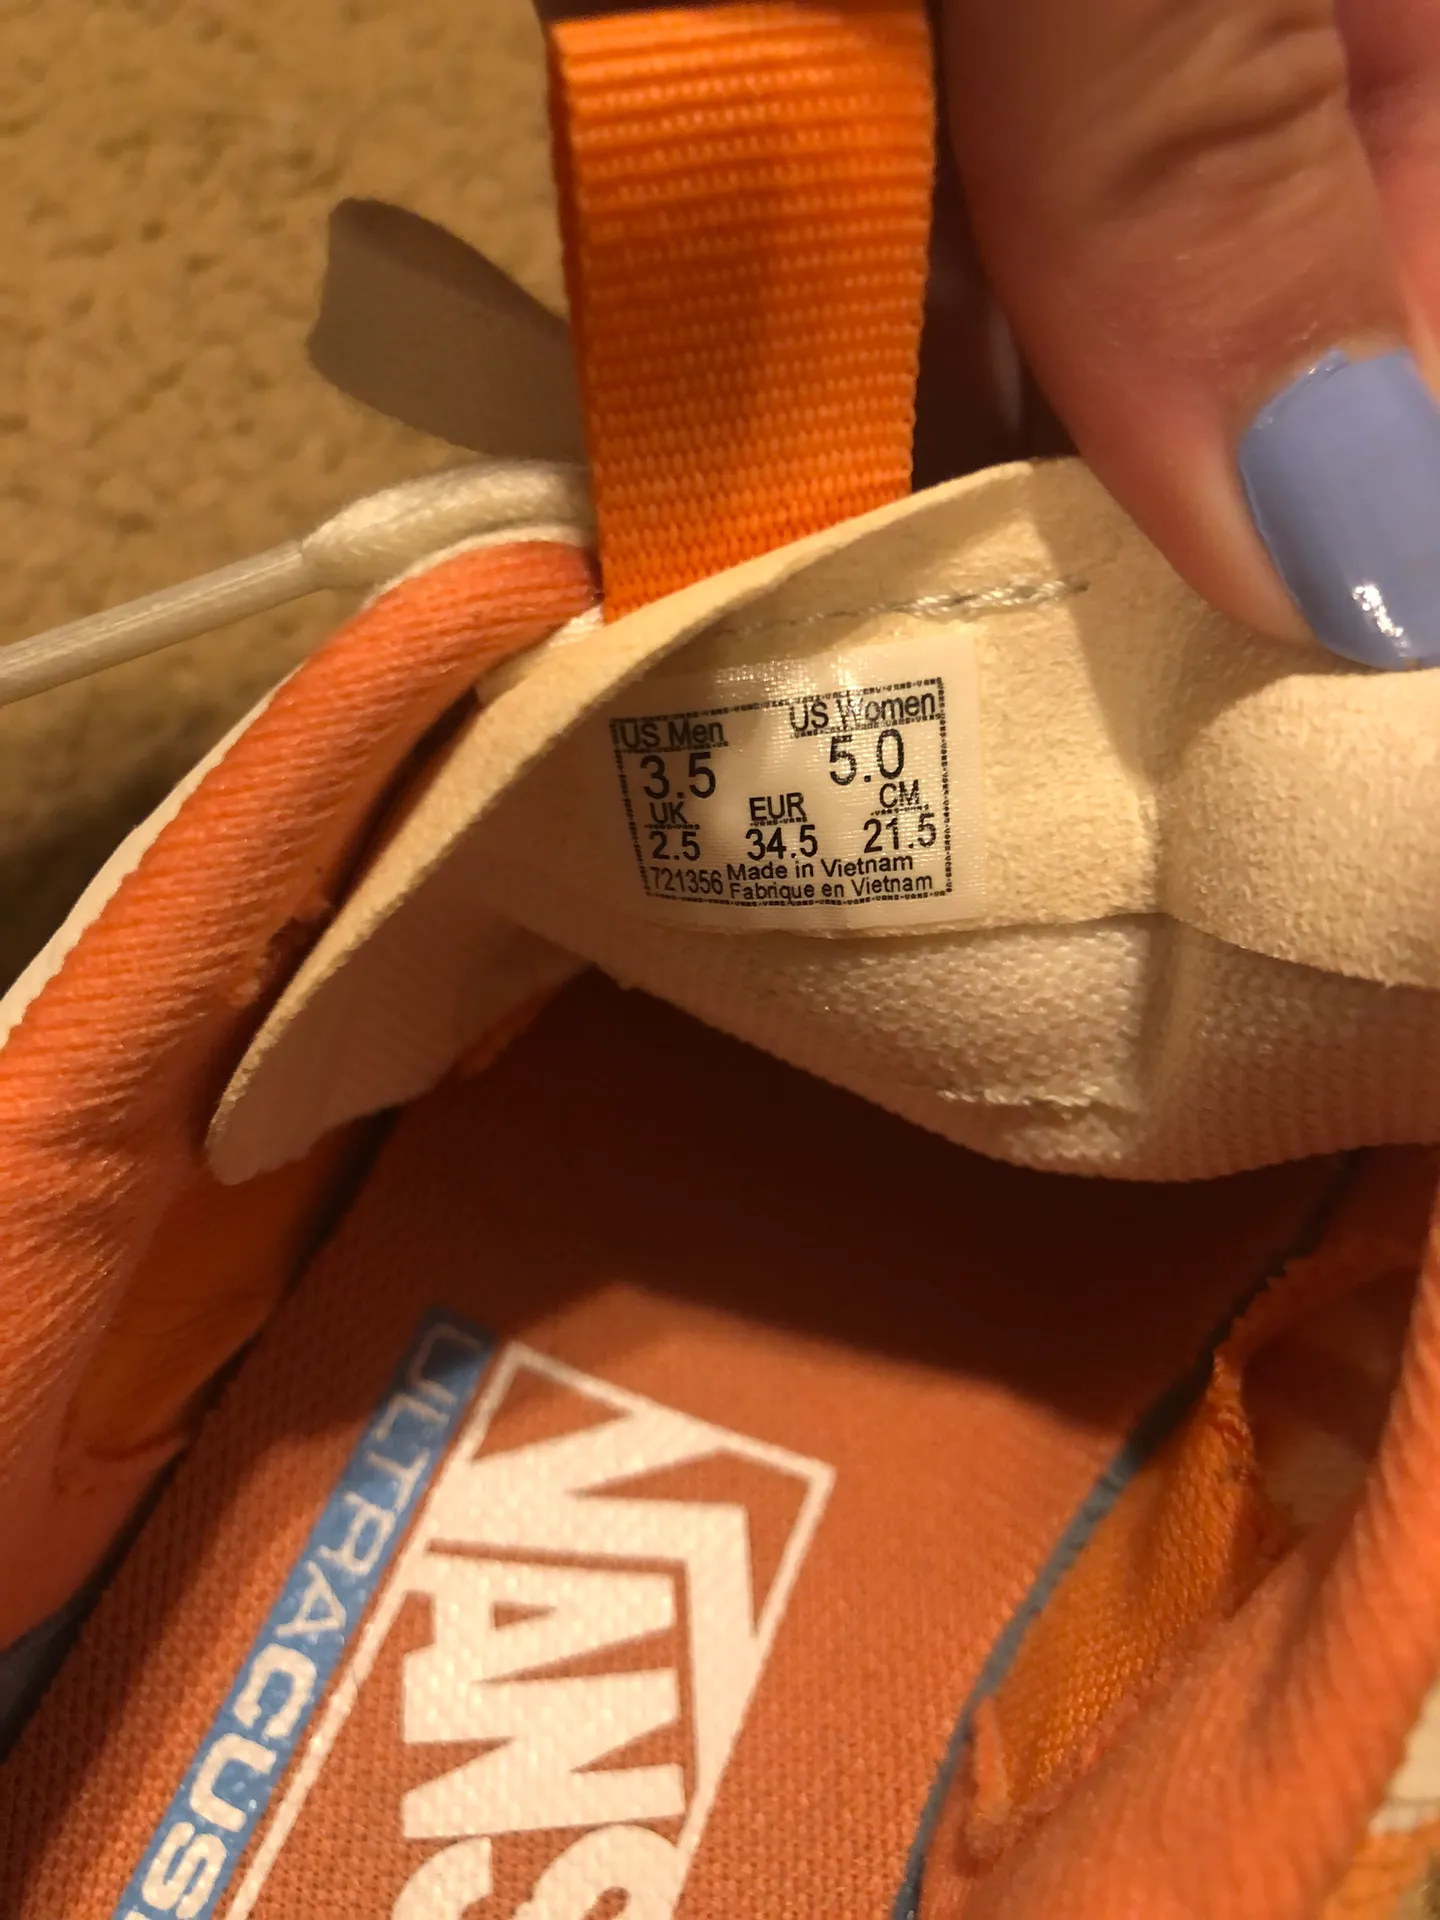 US Men US Women
3.5 5.0
UK EUR CM
2.5 34.5 21.5
721356 Made in Vietnam
Fabrique en Vietnam
VANS
ULTRACUS